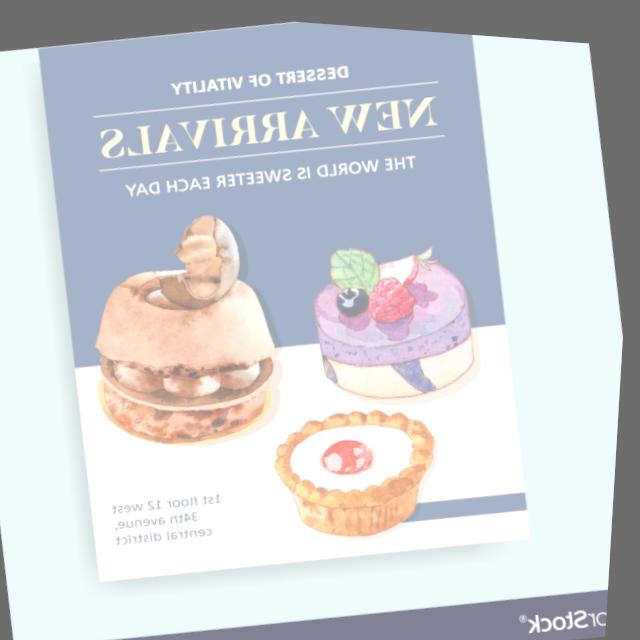 DESSERT OF VITALITY
NEW ARRIVALS
THE WORLD IS SWEETER EACH DAY
1st floor 12 west
34th avenue,
central district
orStock®